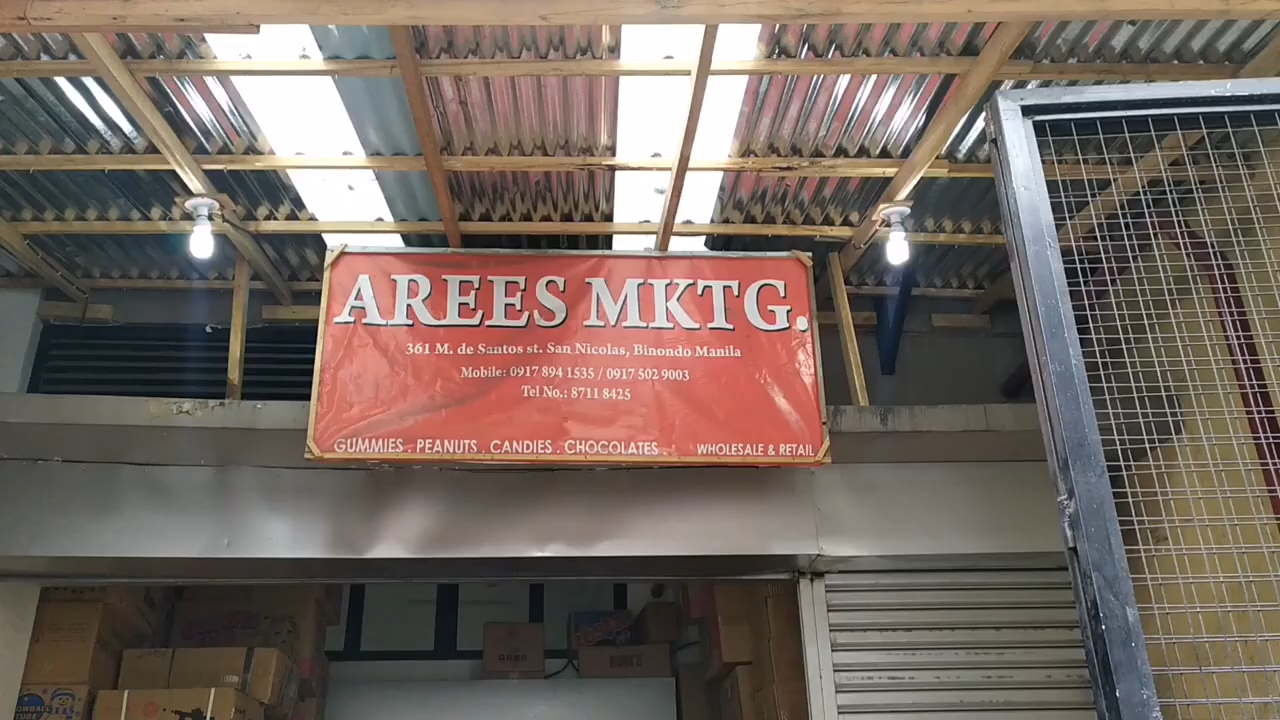 AREES MKTG.
361 M. de Santos st. San Nicolas, Binondo Manila
Mobile: 0917 894 1535 / 0917 502 9003
Tel No.: 8711 8425
GUMMIES . PEANUTS . CANDIES . CHOCOLATES . WHOLESALE & RETAIL